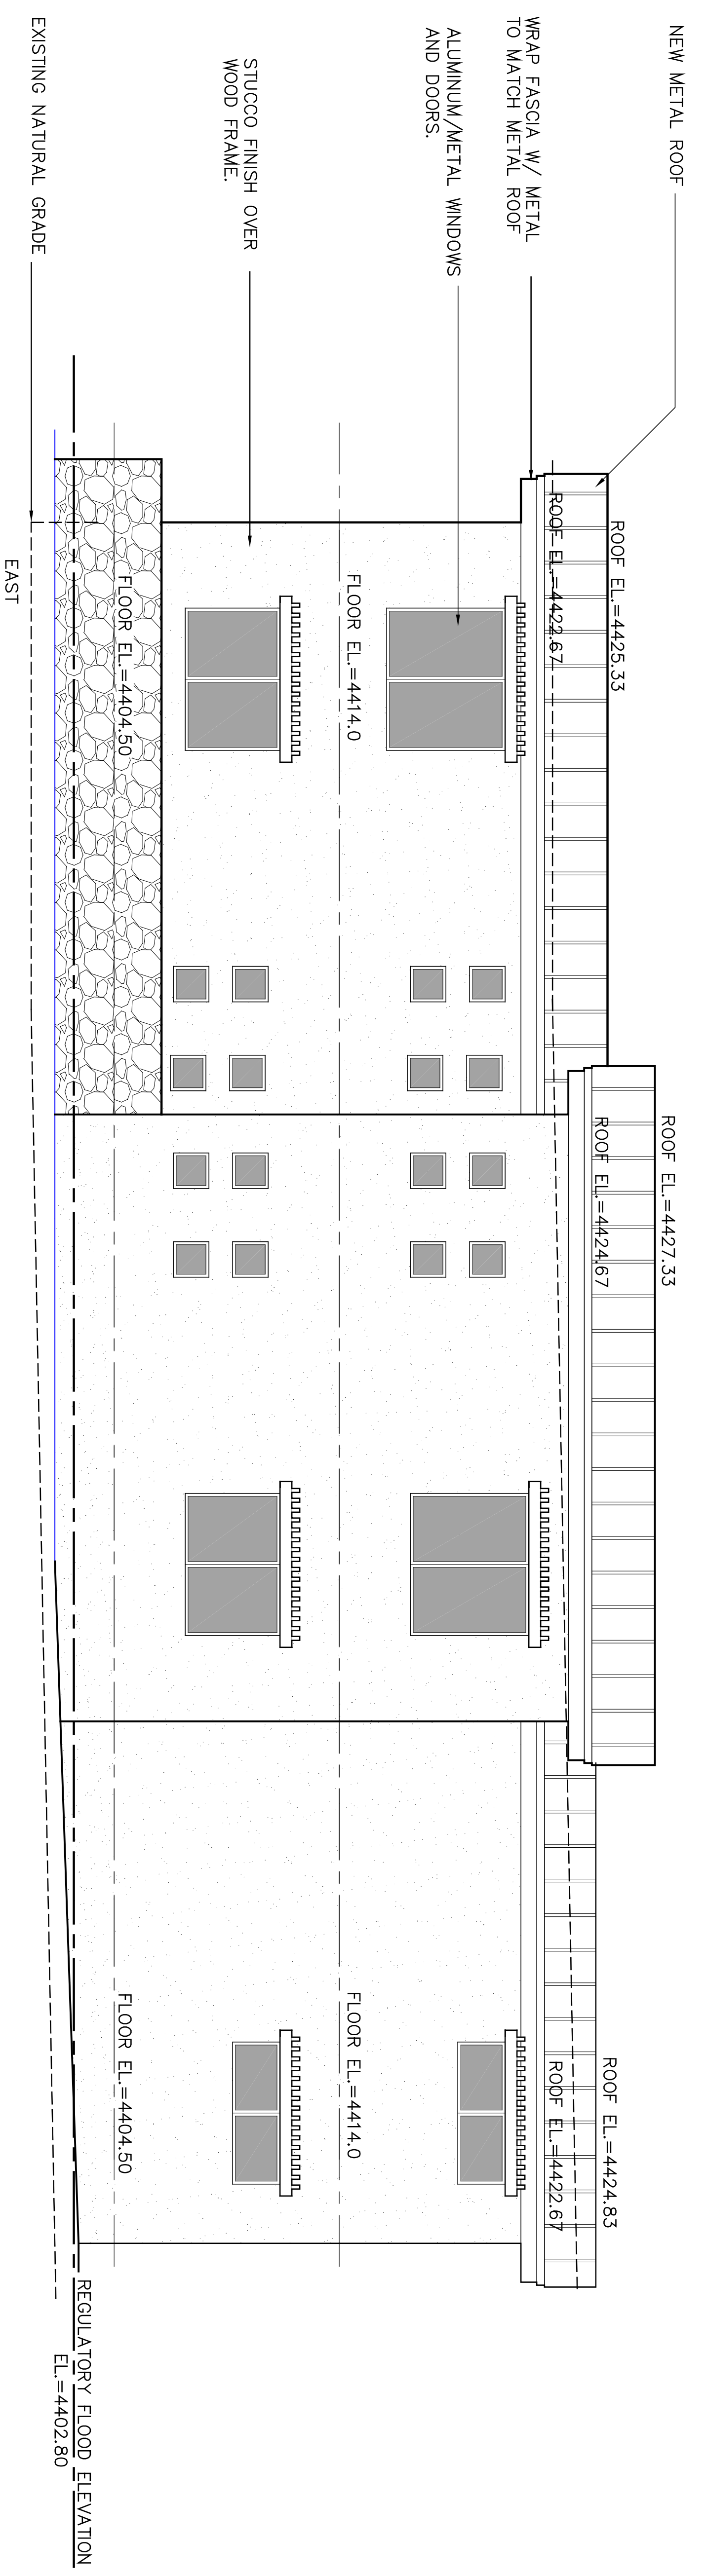 NEW METAL ROOF
WRAP FASCIA W/ METAL
TO MATCH METAL ROOF
ALUMINUM/METAL WINDOWS
AND DOORS.
STUCCO FINISH OVER
WOOD FRAME.
EXISTING NATURAL GRADE
ROOF EL.=4425.33
ROOF EL.=4422.67
FLOOR EL.=4414.0
FLOOR EL.=4404.50
EAST
ROOF EL.=4427.33
ROOF EL.=4424.67
ROOF EL.=4424.83
ROOF EL.=4422.67
FLOOR EL.=4414.0
FLOOR EL.=4404.50
REGULATORY FLOOD ELEVATION
EL.=4402.80